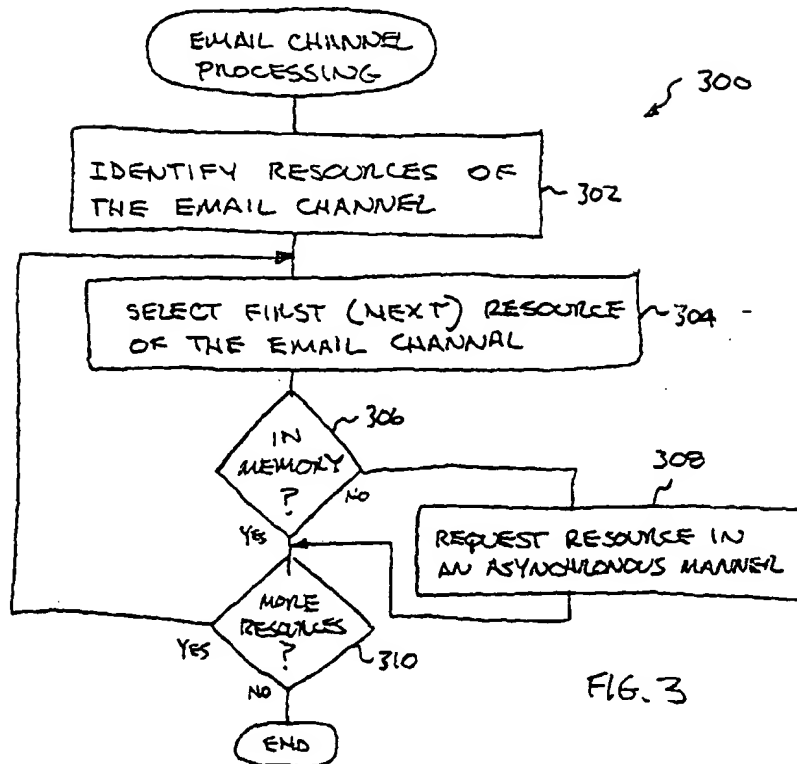 EMAIL CHANNEL
PROCESSING
300
IDENTIFY RESOURCES OF
THE EMAIL CHANNEL
302
SELECT FIRST (NEXT) RESOURCE
OF THE EMAIL CHANNAL
304
306
IN
MEMORY
?
NO
YES
308
REQUEST RESOURCE IN
AN ASYNCHRONOUS MANNER
MORE
RESOURCES
?
YES
310
NO
FIG. 3
END